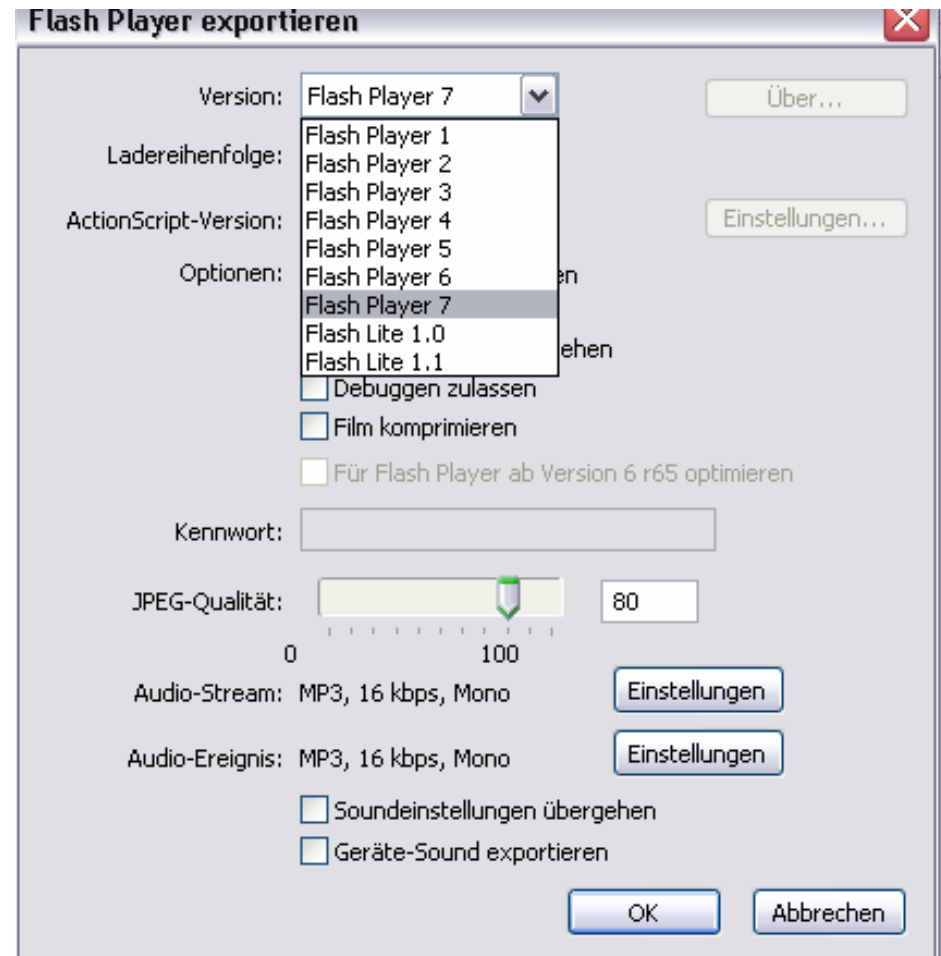 Flash Player exportieren
Version: Flash Player 7 Über...
Flash Player 1
Ladereihenfolge: Flash Player 2
Flash Player 3
ActionScript-Version: Flash Player 4 Einstellungen...
Flash Player 5
Optionen: Flash Player 6 en
Flash Player 7
Flash Lite 1.0
Flash Lite 1.1 ehen
Debuggen zulassen
Film komprimieren
Für Flash Player ab Version 6 r65 optimieren
Kennwort:
JPEG-Qualität: 80
0 100
Audio-Stream: MP3, 16 kbps, Mono Einstellungen
Audio-Ereignis: MP3, 16 kbps, Mono Einstellungen
Soundeinstellungen übergehen
Geräte-Sound exportieren
OK Abbrechen